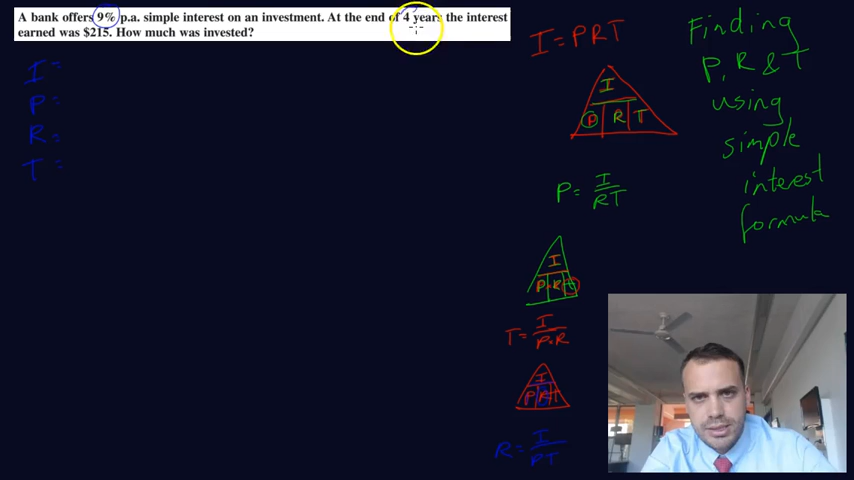 A bank offers 9% p.a. simple interest on an investment. At the end of 4 years the interest
earned was $215. How much was invested?
I =
P =
R =
T =
I = PRT
I
P R T
P = I / RT
I
P R T
T = I / P.R
I
P R T
R = I / PT
Finding
P, R & T
using
simple
interest
formula